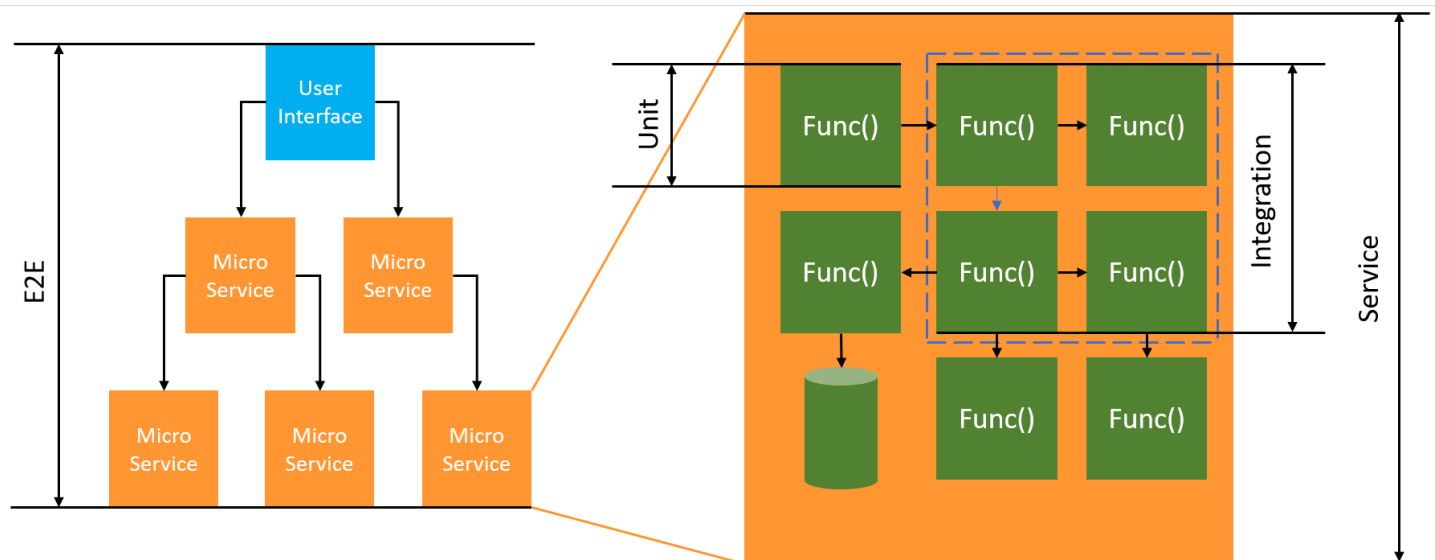 User
Interface
E2E
Micro
Service
Micro
Service
Micro
Service
Micro
Service
Micro
Service
Unit
Func()
Func()
Func()
Integration
Service
Func()
Func()
Func()
Func()
Func()